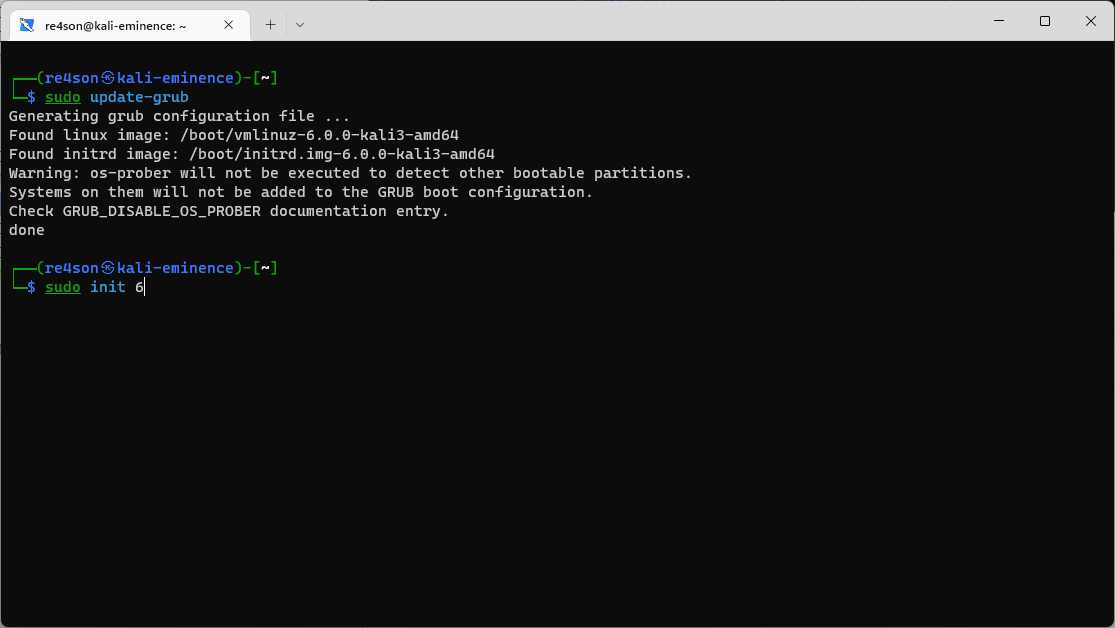 re4son@kali-eminence: ~
┌──(re4son㉿kali-eminence)-[~]
└─$ sudo update-grub
Generating grub configuration file ...
Found linux image: /boot/vmlinuz-6.0.0-kali3-amd64
Found initrd image: /boot/initrd.img-6.0.0-kali3-amd64
Warning: os-prober will not be executed to detect other bootable partitions.
Systems on them will not be added to the GRUB boot configuration.
Check GRUB_DISABLE_OS_PROBER documentation entry.
done
┌──(re4son㉿kali-eminence)-[~]
└─$ sudo init 6